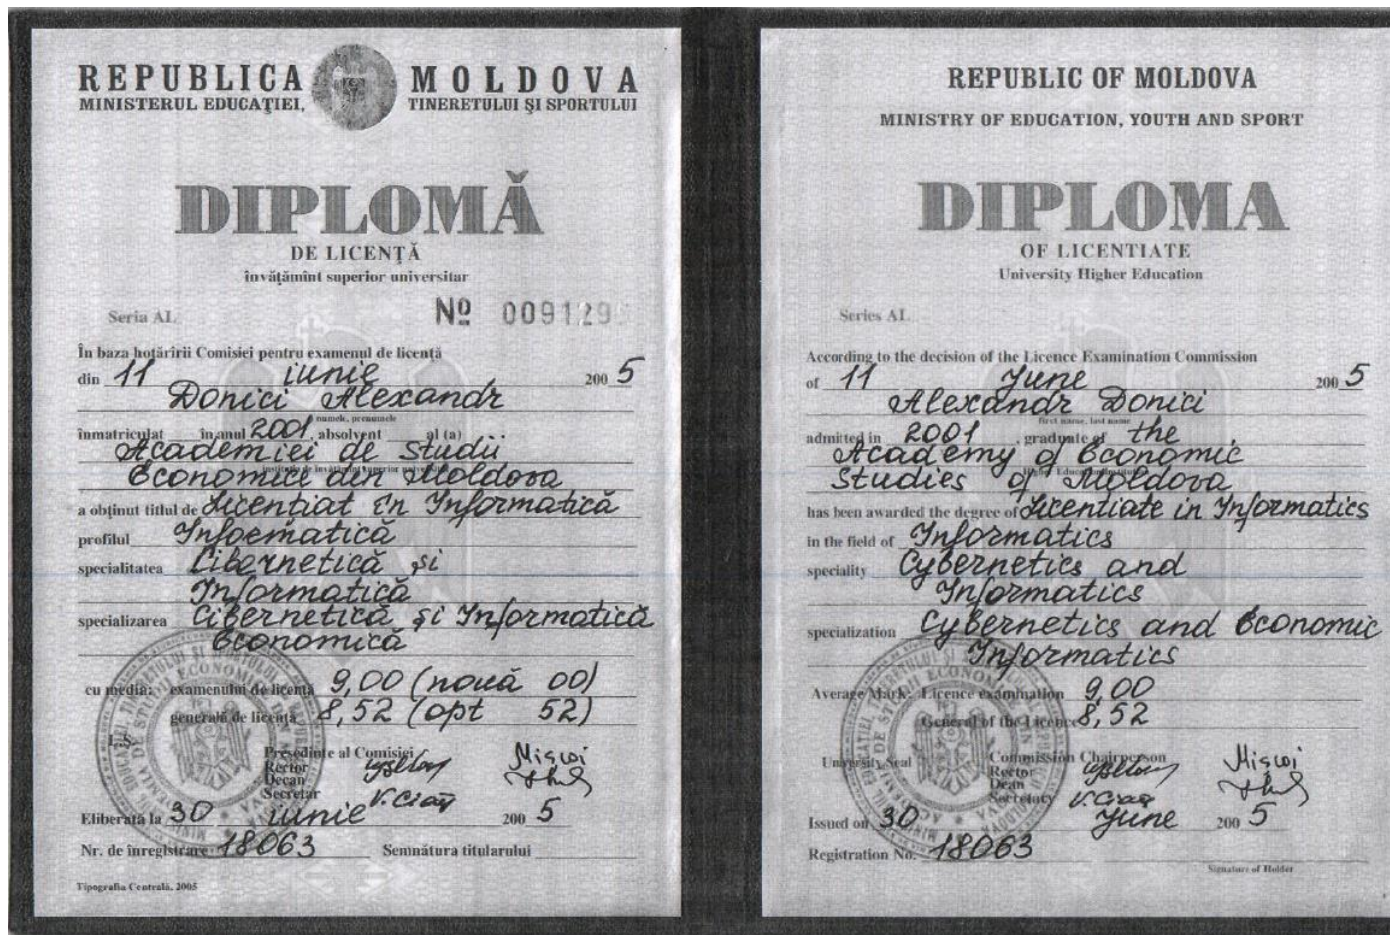 REPUBLICA MOLDOVA
MINISTERUL EDUCAŢIEI, TINERETULUI ŞI SPORTULUI
DIPLOMĂ
DE LICENŢĂ
învăţămînt superior universitar
Seria AL
№ 009129
În baza hotărîrii Comisiei pentru examenul de licenţă
din 11 iunie 2005
Donici Alexandr
numele, prenumele
înmatriculat în anul 2001, absolvent al (a)
Academiei de Studii
Economice din Moldova
instituţia de învăţămînt superior universitar
a obţinut titlul de Licenţiat în Informatică
profilul Informatică
specialitatea Cibernetică şi
Informatică
specializarea Cibernetică şi Informatică
Economică
cu media: examenului de licenţă 9,00 (nouă 00)
generală de licenţă 8,52 (opt 52)
Preşedinte al Comisiei
Rector
Decan
Secretar
Eliberată la 30 iunie 2005
Nr. de înregistrare 18063 Semnătura titularului
Tipografia Centrală, 2005
REPUBLIC OF MOLDOVA
MINISTRY OF EDUCATION, YOUTH AND SPORT
DIPLOMA
OF LICENTIATE
University Higher Education
Series AL
According to the decision of the Licence Examination Commission
of 11 June 2005
Alexandr Donici
first name, last name
admitted in 2001, graduate of the
Academy of Economic
Studies of Moldova
Higher Education Institution
has been awarded the degree of Licentiate in Informatics
in the field of Informatics
speciality Cybernetics and
Informatics
specialization Cybernetics and Economic
Informatics
Average Mark: Licence examination 9,00
General of the Licence 8,52
University Seal
Commission Chairperson
Rector
Dean
Secretary
Issued on 30 June 2005
Registration No. 18063
Signature of Holder